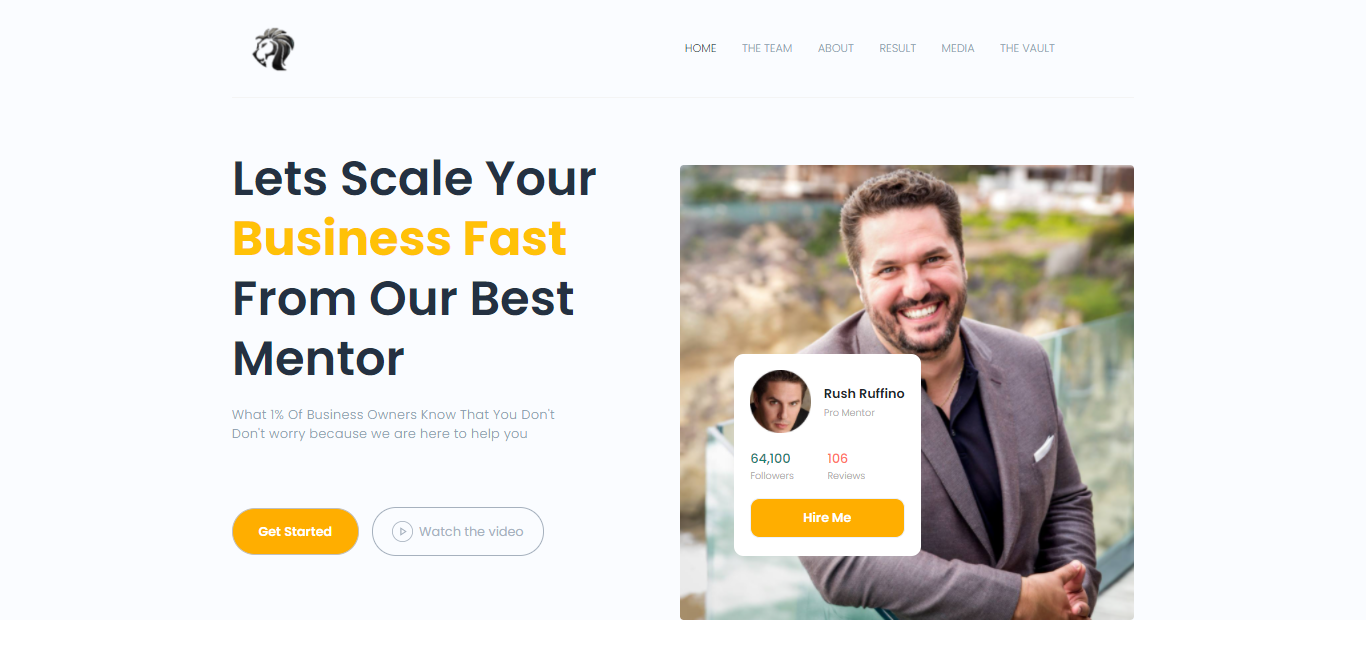 HOME THE TEAM ABOUT RESULT MEDIA THE VAULT
Lets Scale Your
Business Fast
From Our Best
Mentor
What 1% Of Business Owners Know That You Don't
Don't worry because we are here to help you
Get Started
Watch the video
Rush Ruffino
Pro Mentor
64,100 106
Followers Reviews
Hire Me